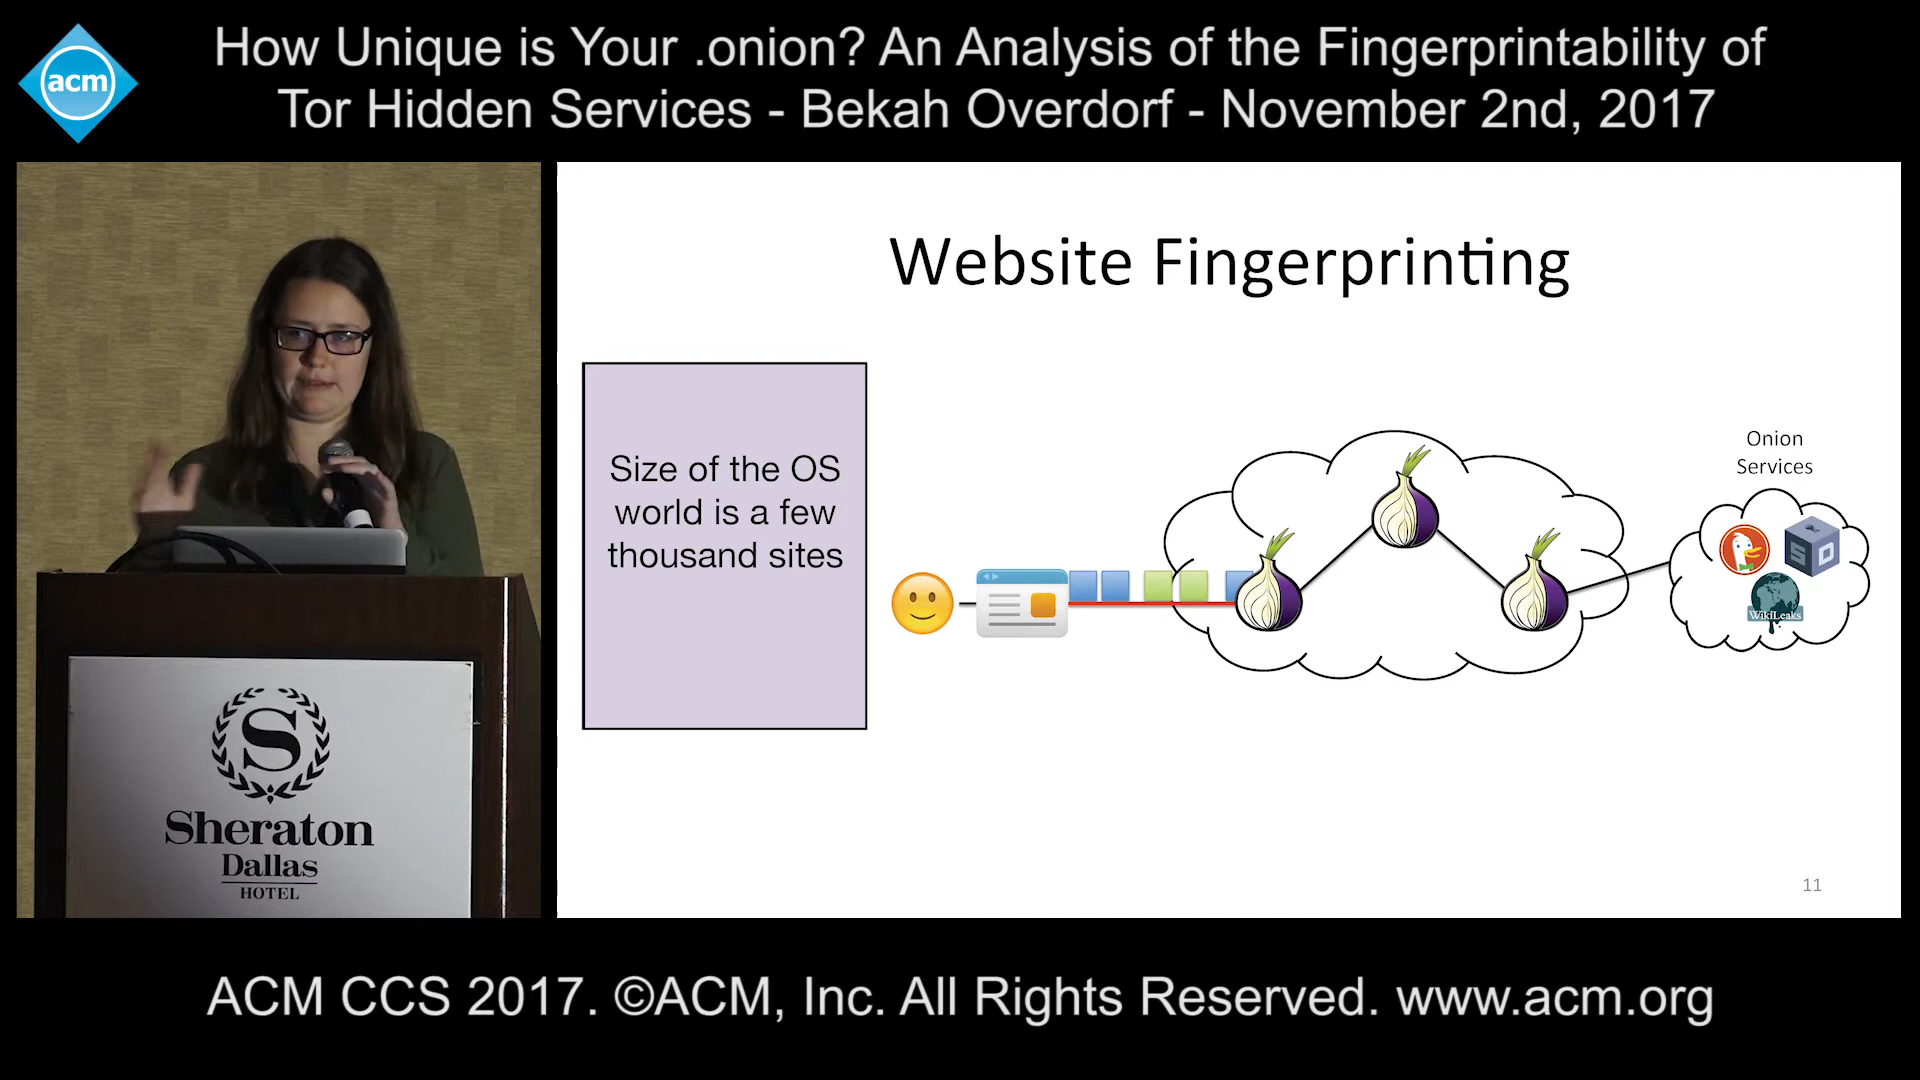 How Unique is Your .onion? An Analysis of the Fingerprintability of
Tor Hidden Services - Bekah Overdorf - November 2nd, 2017
acm
Website Fingerprinting
Size of the OS
world is a few
thousand sites
Onion
Services
SD
WikiLeaks
11
S
Sheraton
Dallas
HOTEL
ACM CCS 2017. ©ACM, Inc. All Rights Reserved. www.acm.org